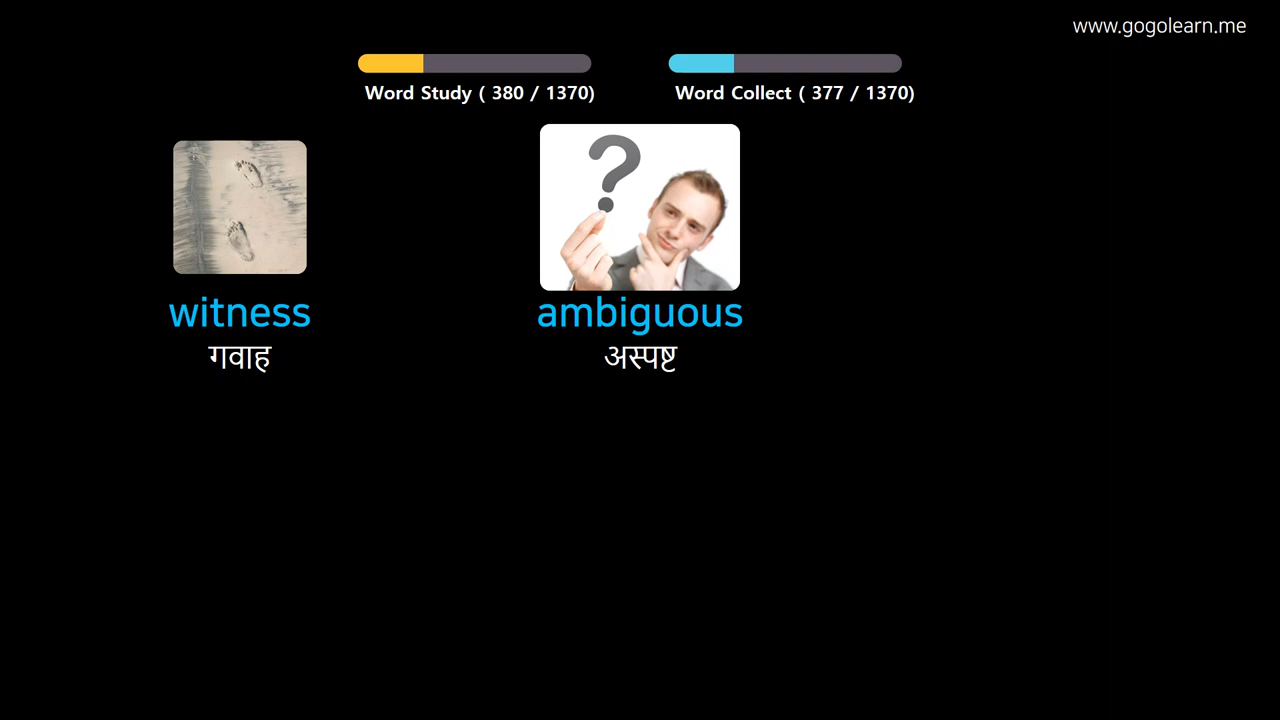 www.gogolearn.me
Word Study ( 380 / 1370)
Word Collect ( 377 / 1370)
witness
गवाह
ambiguous
अस्पष्ट